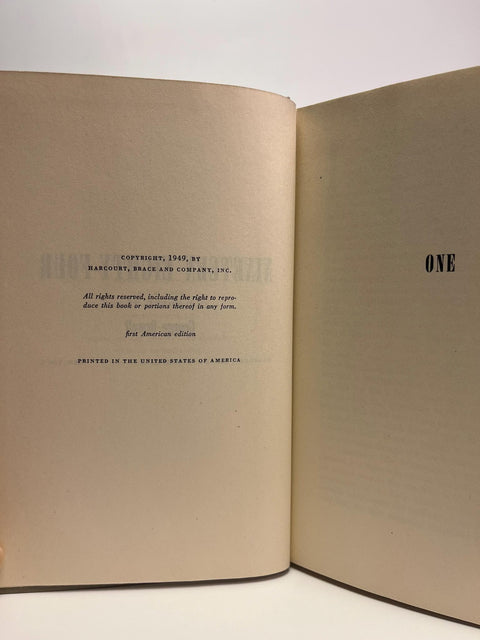 COPYRIGHT, 1949, BY
HARCOURT, BRACE AND COMPANY, INC.
All rights reserved, including the right to repro-
duce this book or portions thereof in any form.
first American edition
PRINTED IN THE UNITED STATES OF AMERICA
ONE